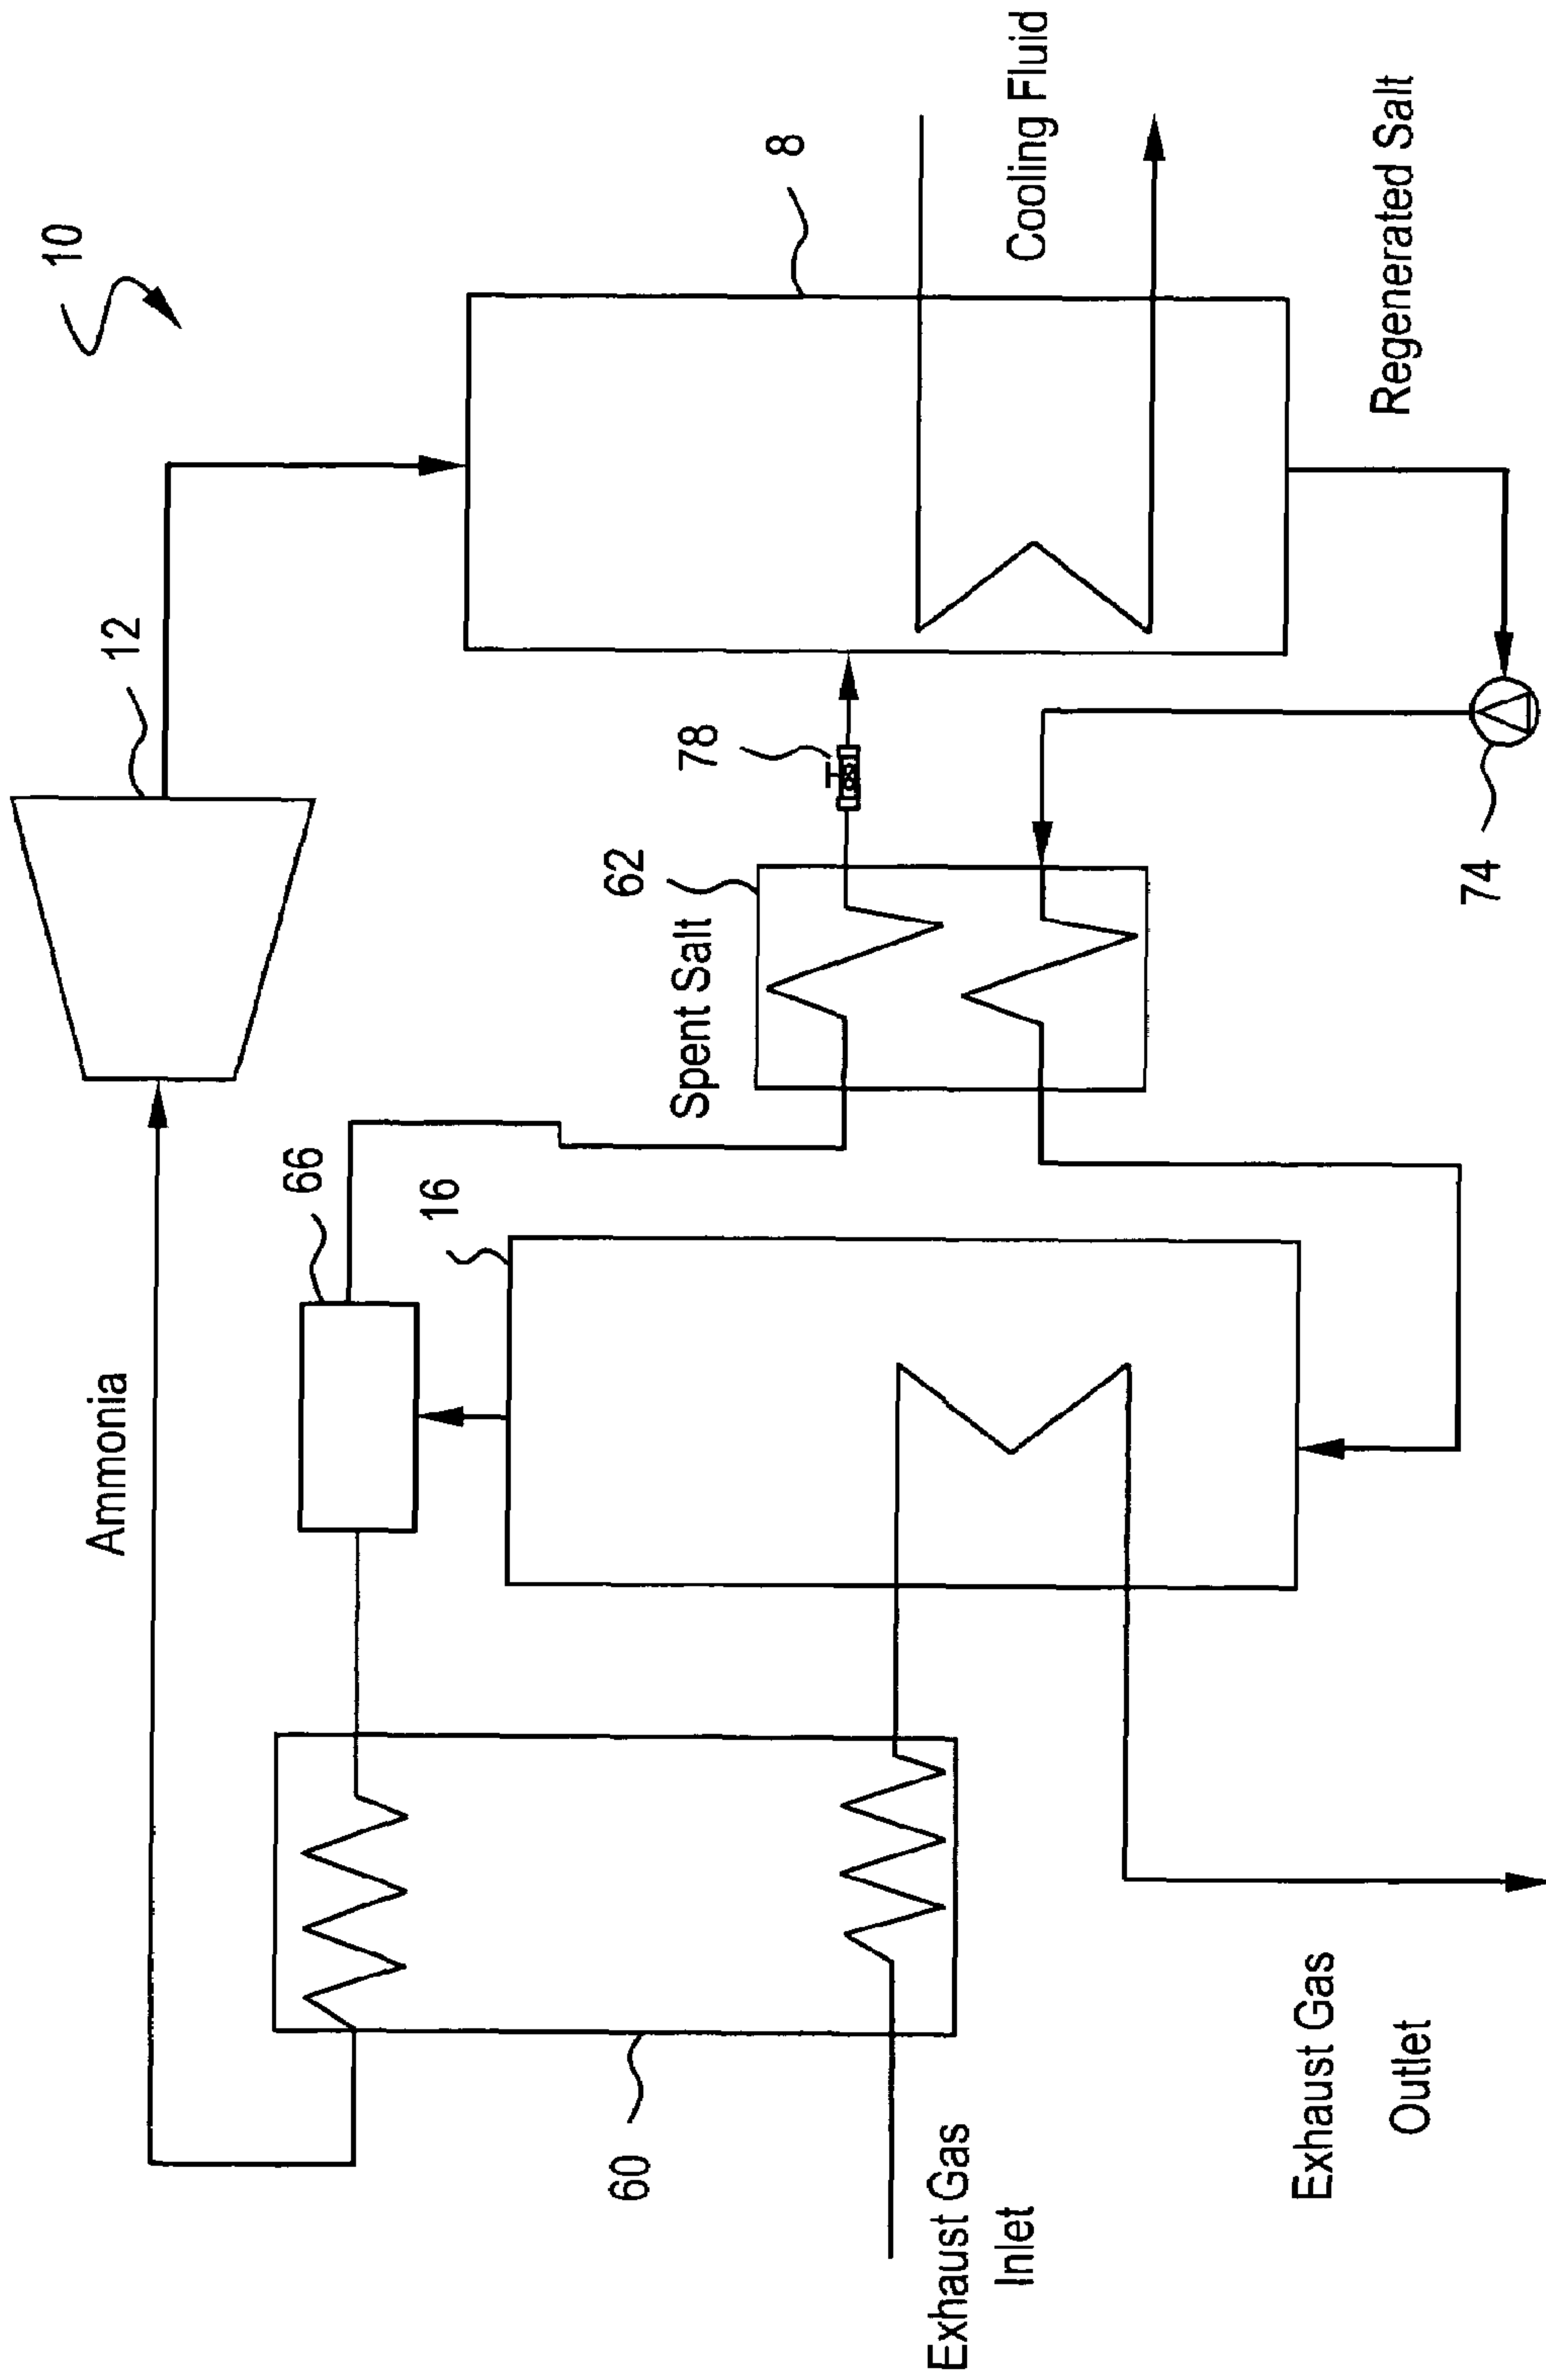 10
Ammonia
12
66
16
8
60
Spent Salt
62
78
Cooling Fluid
Exhaust Gas
Inlet
Exhaust Gas
Outlet
74
Regenerated Salt